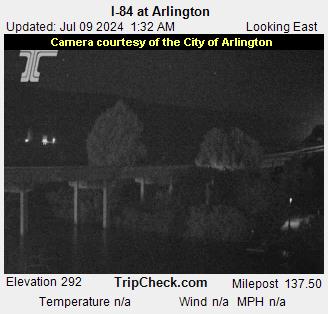 I-84 at Arlington
Updated: Jul 09 2024 1:32 AM Looking East
Camera courtesy of the City of Arlington
Elevation 292 TripCheck.com Milepost 137.50
Temperature n/a Wind n/a MPH n/a